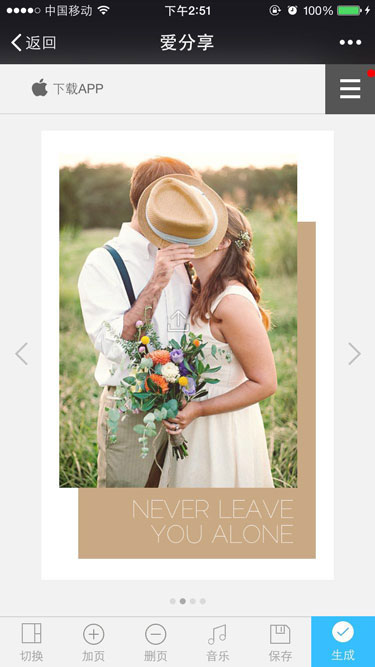 中国移动 下午2:51 100%
返回 爱分享
下载APP
NEVER LEAVE
YOU ALONE
切换 加页 删页 音乐 保存 生成